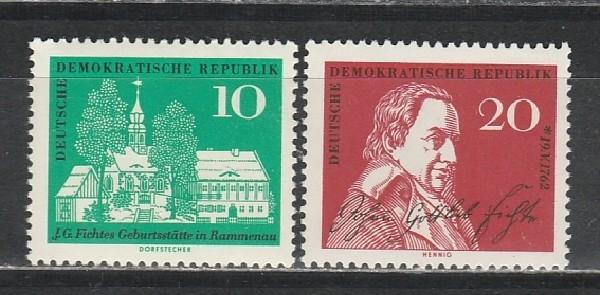 DEUTSCHE
DEMOKRATISCHE REPUBLIK
10
J. G. Fichtes Geburtsstätte in Rammenau
DORFSTECHER
DEUTSCHE
DEMOKRATISCHE REPUBLIK
20
*19.V.1762
Johann Gottlieb Fichte
HENNIG